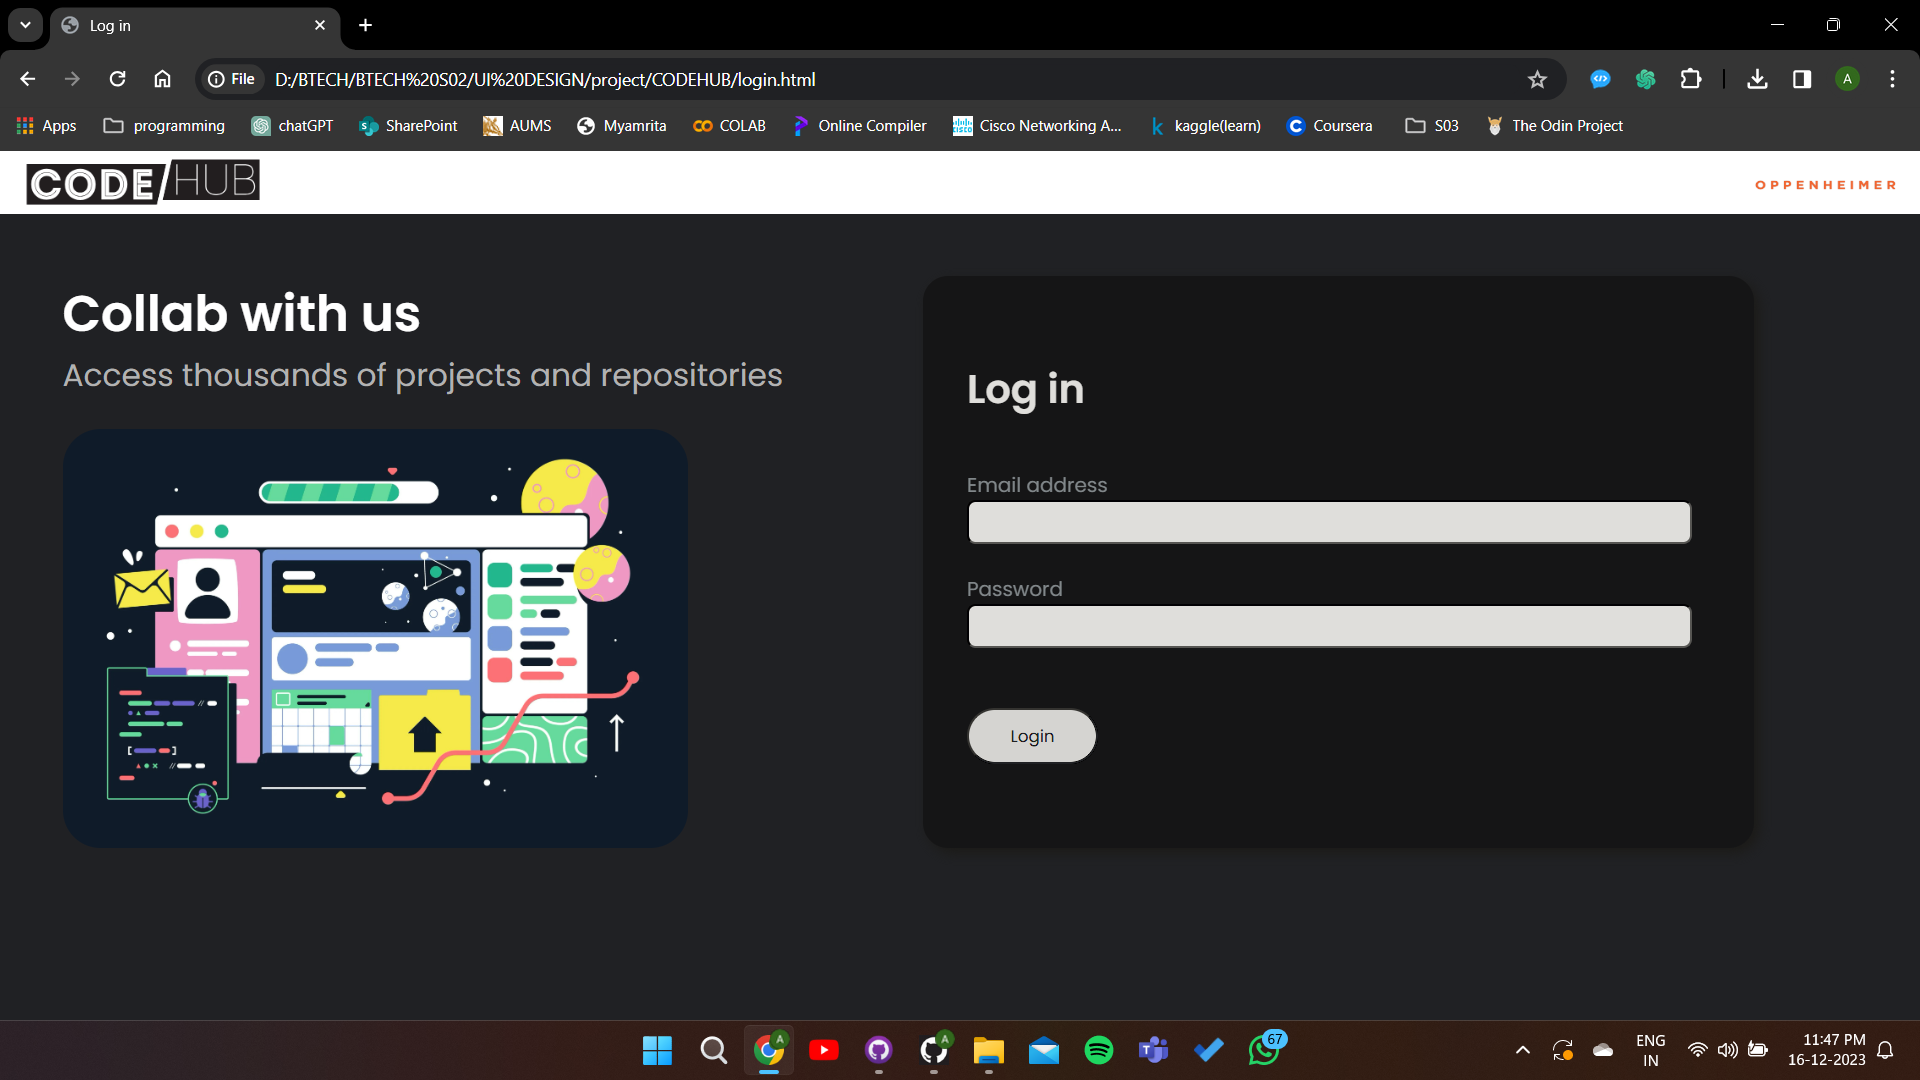 Log in
File
D:/BTECH/BTECH%20S02/UI%20DESIGN/project/CODEHUB/login.html
A
Apps
programming
chatGPT
SharePoint
AUMS
Myamrita
COLAB
Online Compiler
Cisco Networking A...
kaggle(learn)
Coursera
S03
The Odin Project
CODE/HUB
OPPENHEIMER
Collab with us
Access thousands of projects and repositories
Log in
Email address
Password
Login
A
A
67
ENG
IN
11:47 PM
16-12-2023